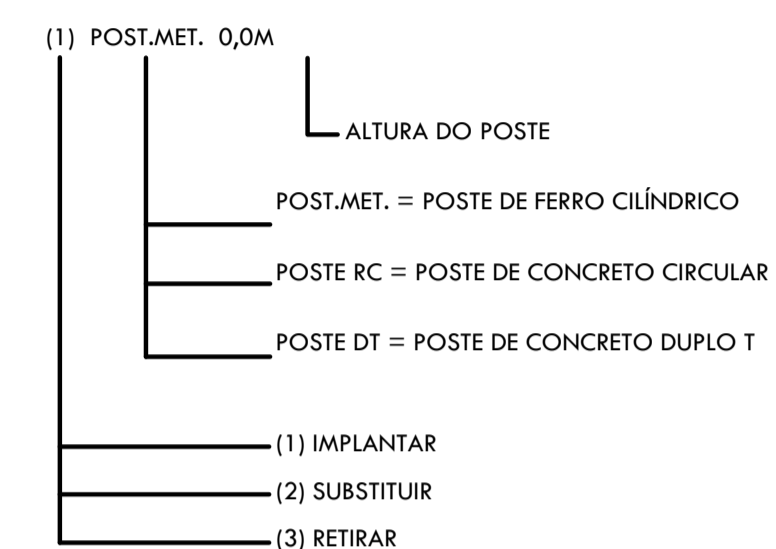 (1) POST.MET. 0,0M
ALTURA DO POSTE
POST.MET. = POSTE DE FERRO CILÍNDRICO
POSTE RC = POSTE DE CONCRETO CIRCULAR
POSTE DT = POSTE DE CONCRETO DUPLO T
(1) IMPLANTAR
(2) SUBSTITUIR
(3) RETIRAR